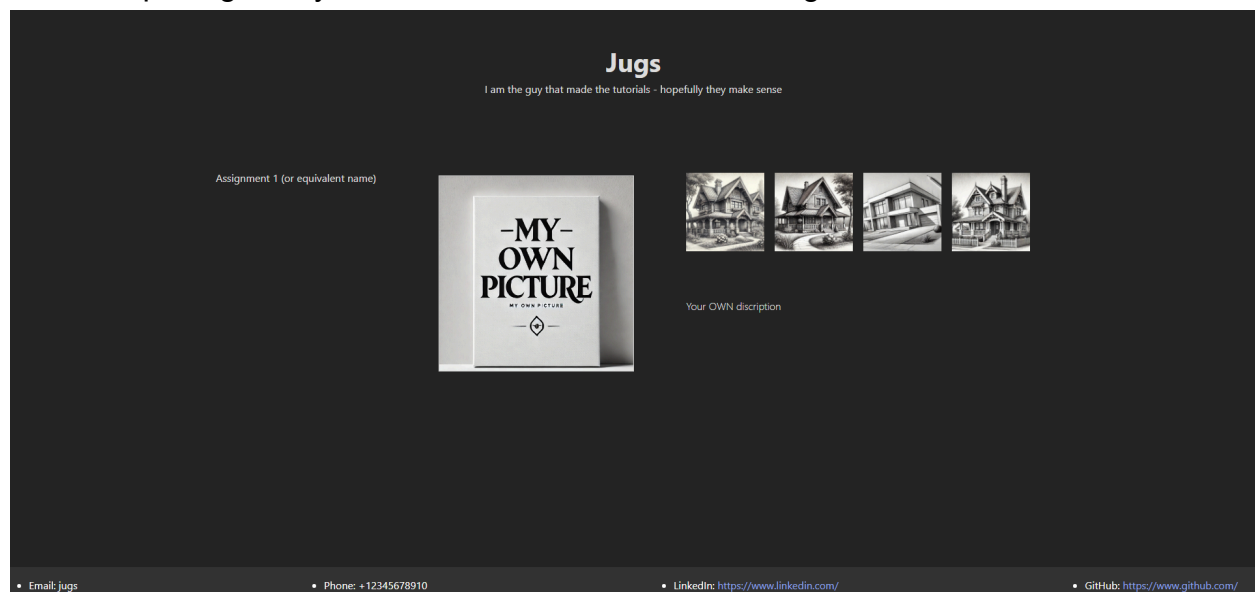 Jugs
I am the guy that made the tutorials - hopefully they make sense
Assignment 1 (or equivalent name)
-MY-
OWN
PICTURE
MY OWN PICTURE
Your OWN discription
Email: jugs
Phone: +12345678910
LinkedIn: https://www.linkedin.com/
GitHub: https://www.github.com/